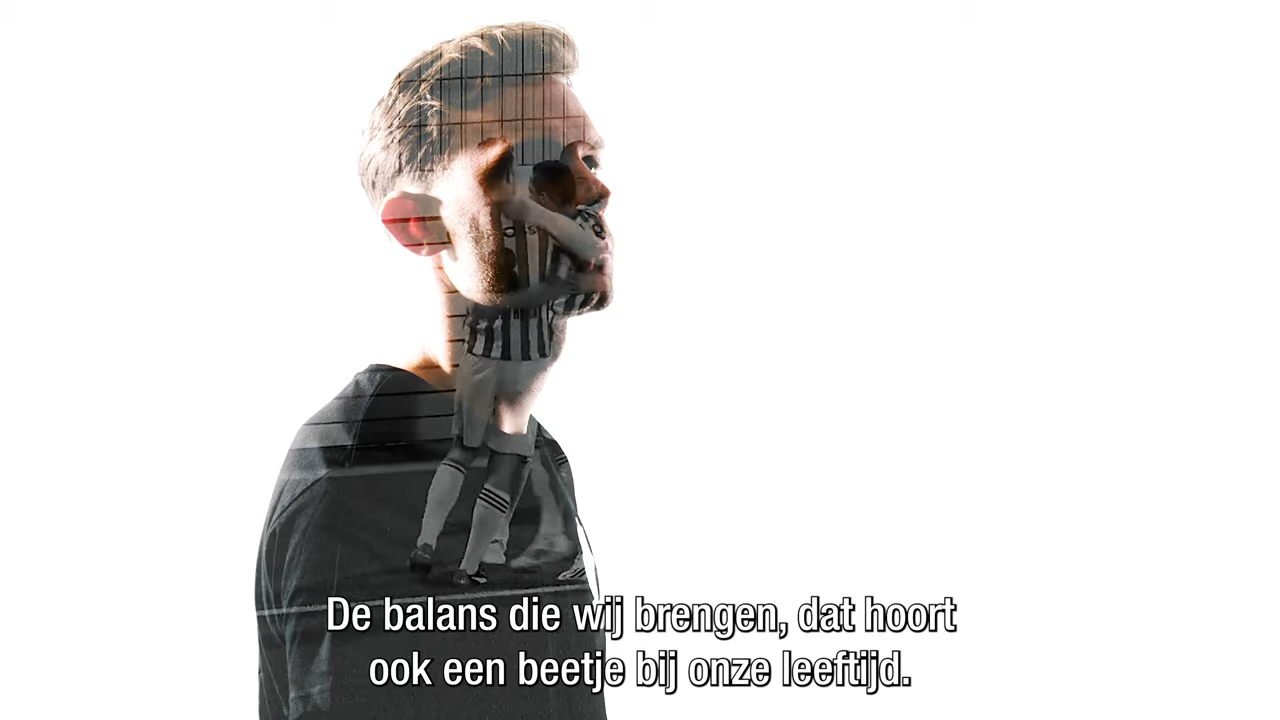 De balans die wij brengen, dat hoort
ook een beetje bij onze leeftijd.